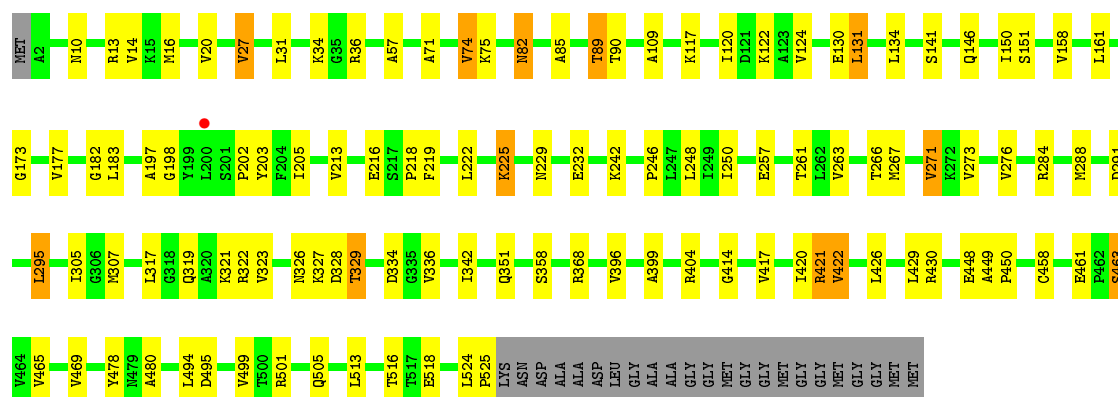 MET A2 N10 R13 V14 K15 M16 V20 V27 L31 K34 G35 R36 A57 A71 V74 K75 N82 A85 T89 T90 A109 K117 I120 D121 K122 A123 V124 E130 L131 L134 S141 Q146 I150 S151 V158 L161
G173 V177 G182 L183 A197 G198 Y199 L200 S201 P202 Y203 F204 I205 V213 E216 S217 P218 F219 L222 K225 N229 E232 K242 P246 L247 L248 I249 I250 E257 T261 L262 V263 T266 M267 V271 K272 V273 V276 R284 M288 D291
L295 I305 G306 M307 L317 G318 Q319 A320 K321 R322 V323 N326 K327 D328 T329 D334 G335 V336 I342 Q351 S358 R368 V396 A399 R404 G414 V417 I420 R421 V422 L426 L429 R430 E448 A449 P450 C458 E461 P462 S463
V464 V465 V469 Y478 N479 A480 L494 D495 V499 T500 R501 Q505 L513 T516 T517 E518 L524 P525 LYS ASN ASP ALA ALA ASP LEU GLY ALA ALA GLY GLY MET GLY GLY MET GLY GLY MET GLY GLY MET MET